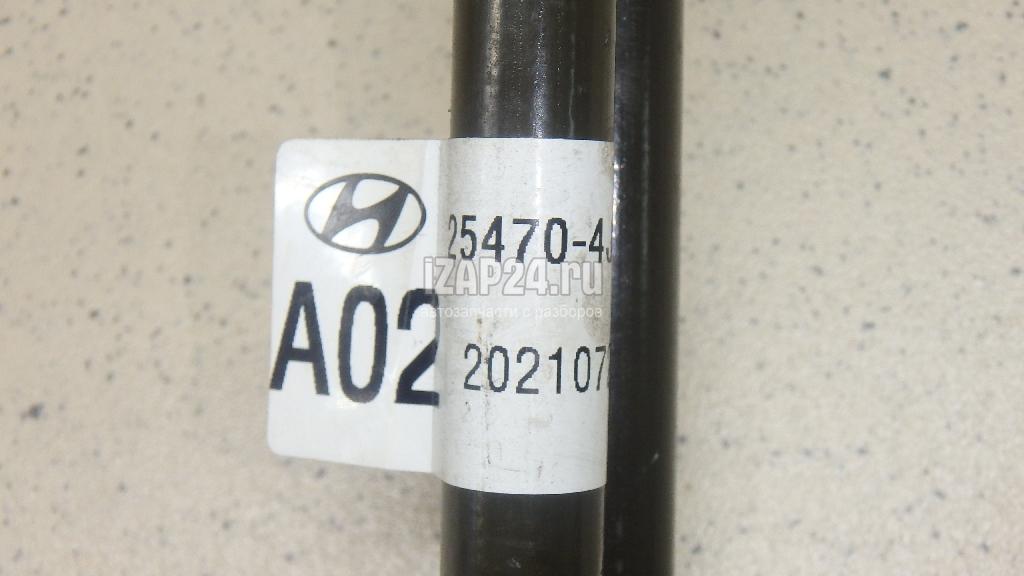 25470-4
A02
202107
iZAP24.ru
автозапчасти с разборов